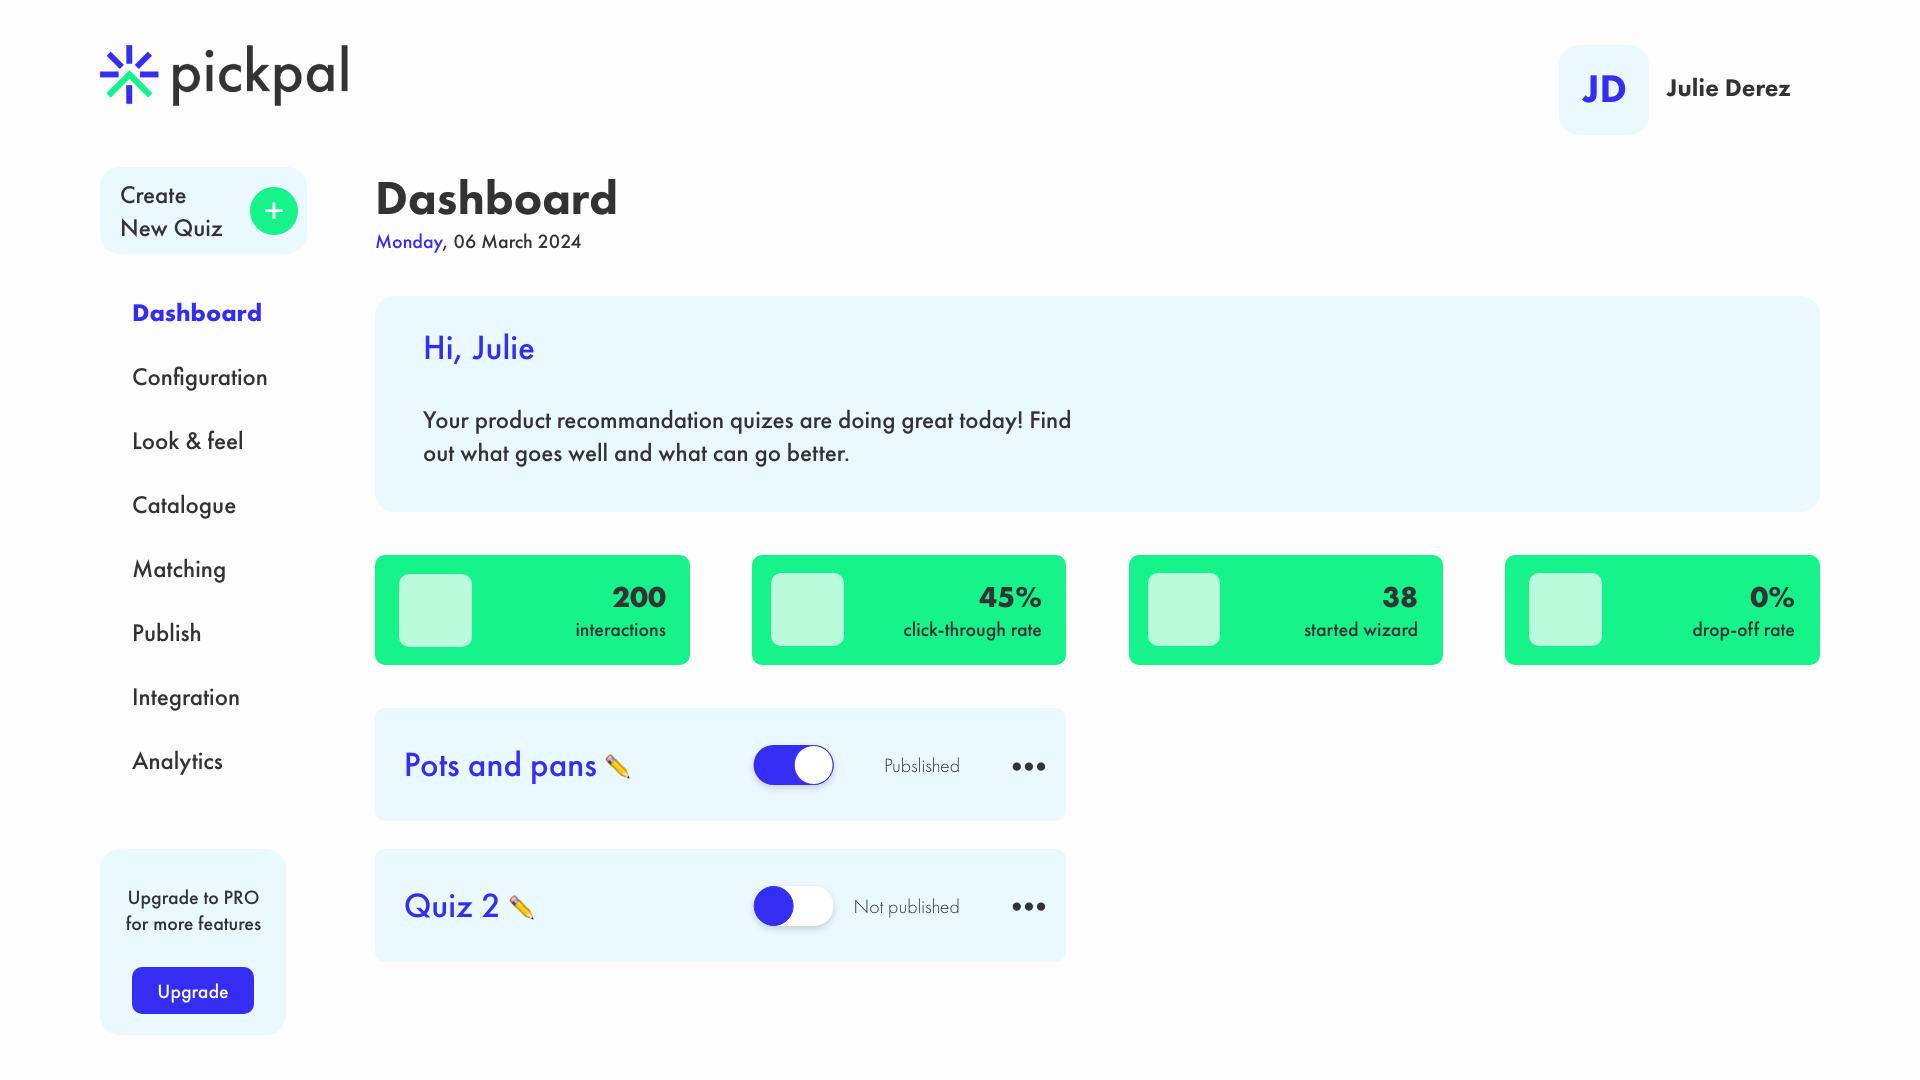 pickpal
JD
Julie Derez
Create
New Quiz
+
Dashboard
Monday, 06 March 2024
Dashboard
Configuration
Look & feel
Catalogue
Matching
Publish
Integration
Analytics
Hi, Julie
Your product recommandation quizes are doing great today! Find
out what goes well and what can go better.
200
interactions
45%
click-through rate
38
started wizard
0%
drop-off rate
Pots and pans ✏️
Pubslished
•••
Quiz 2 ✏️
Not published
•••
Upgrade to PRO
for more features
Upgrade